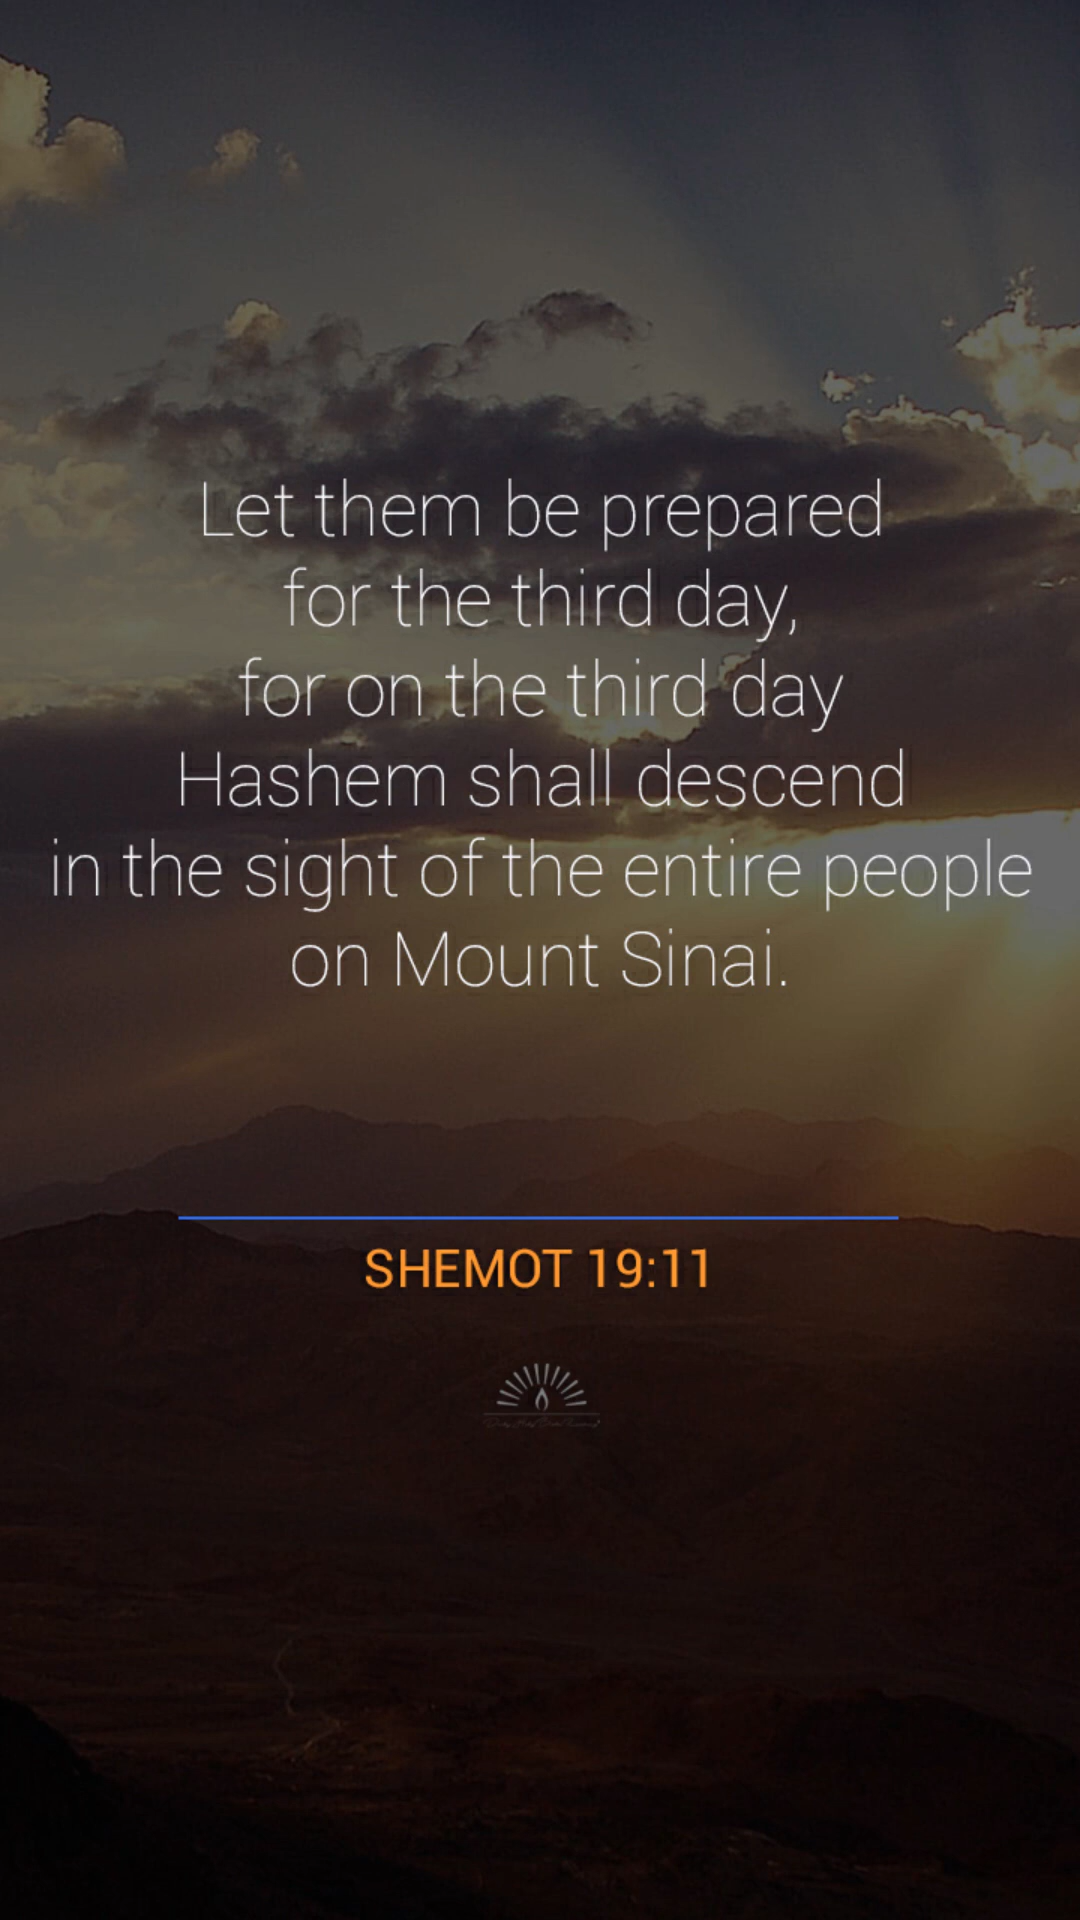 Let them be prepared
for the third day,
for on the third day
Hashem shall descend
in the sight of the entire people
on Mount Sinai.
SHEMOT 19:11